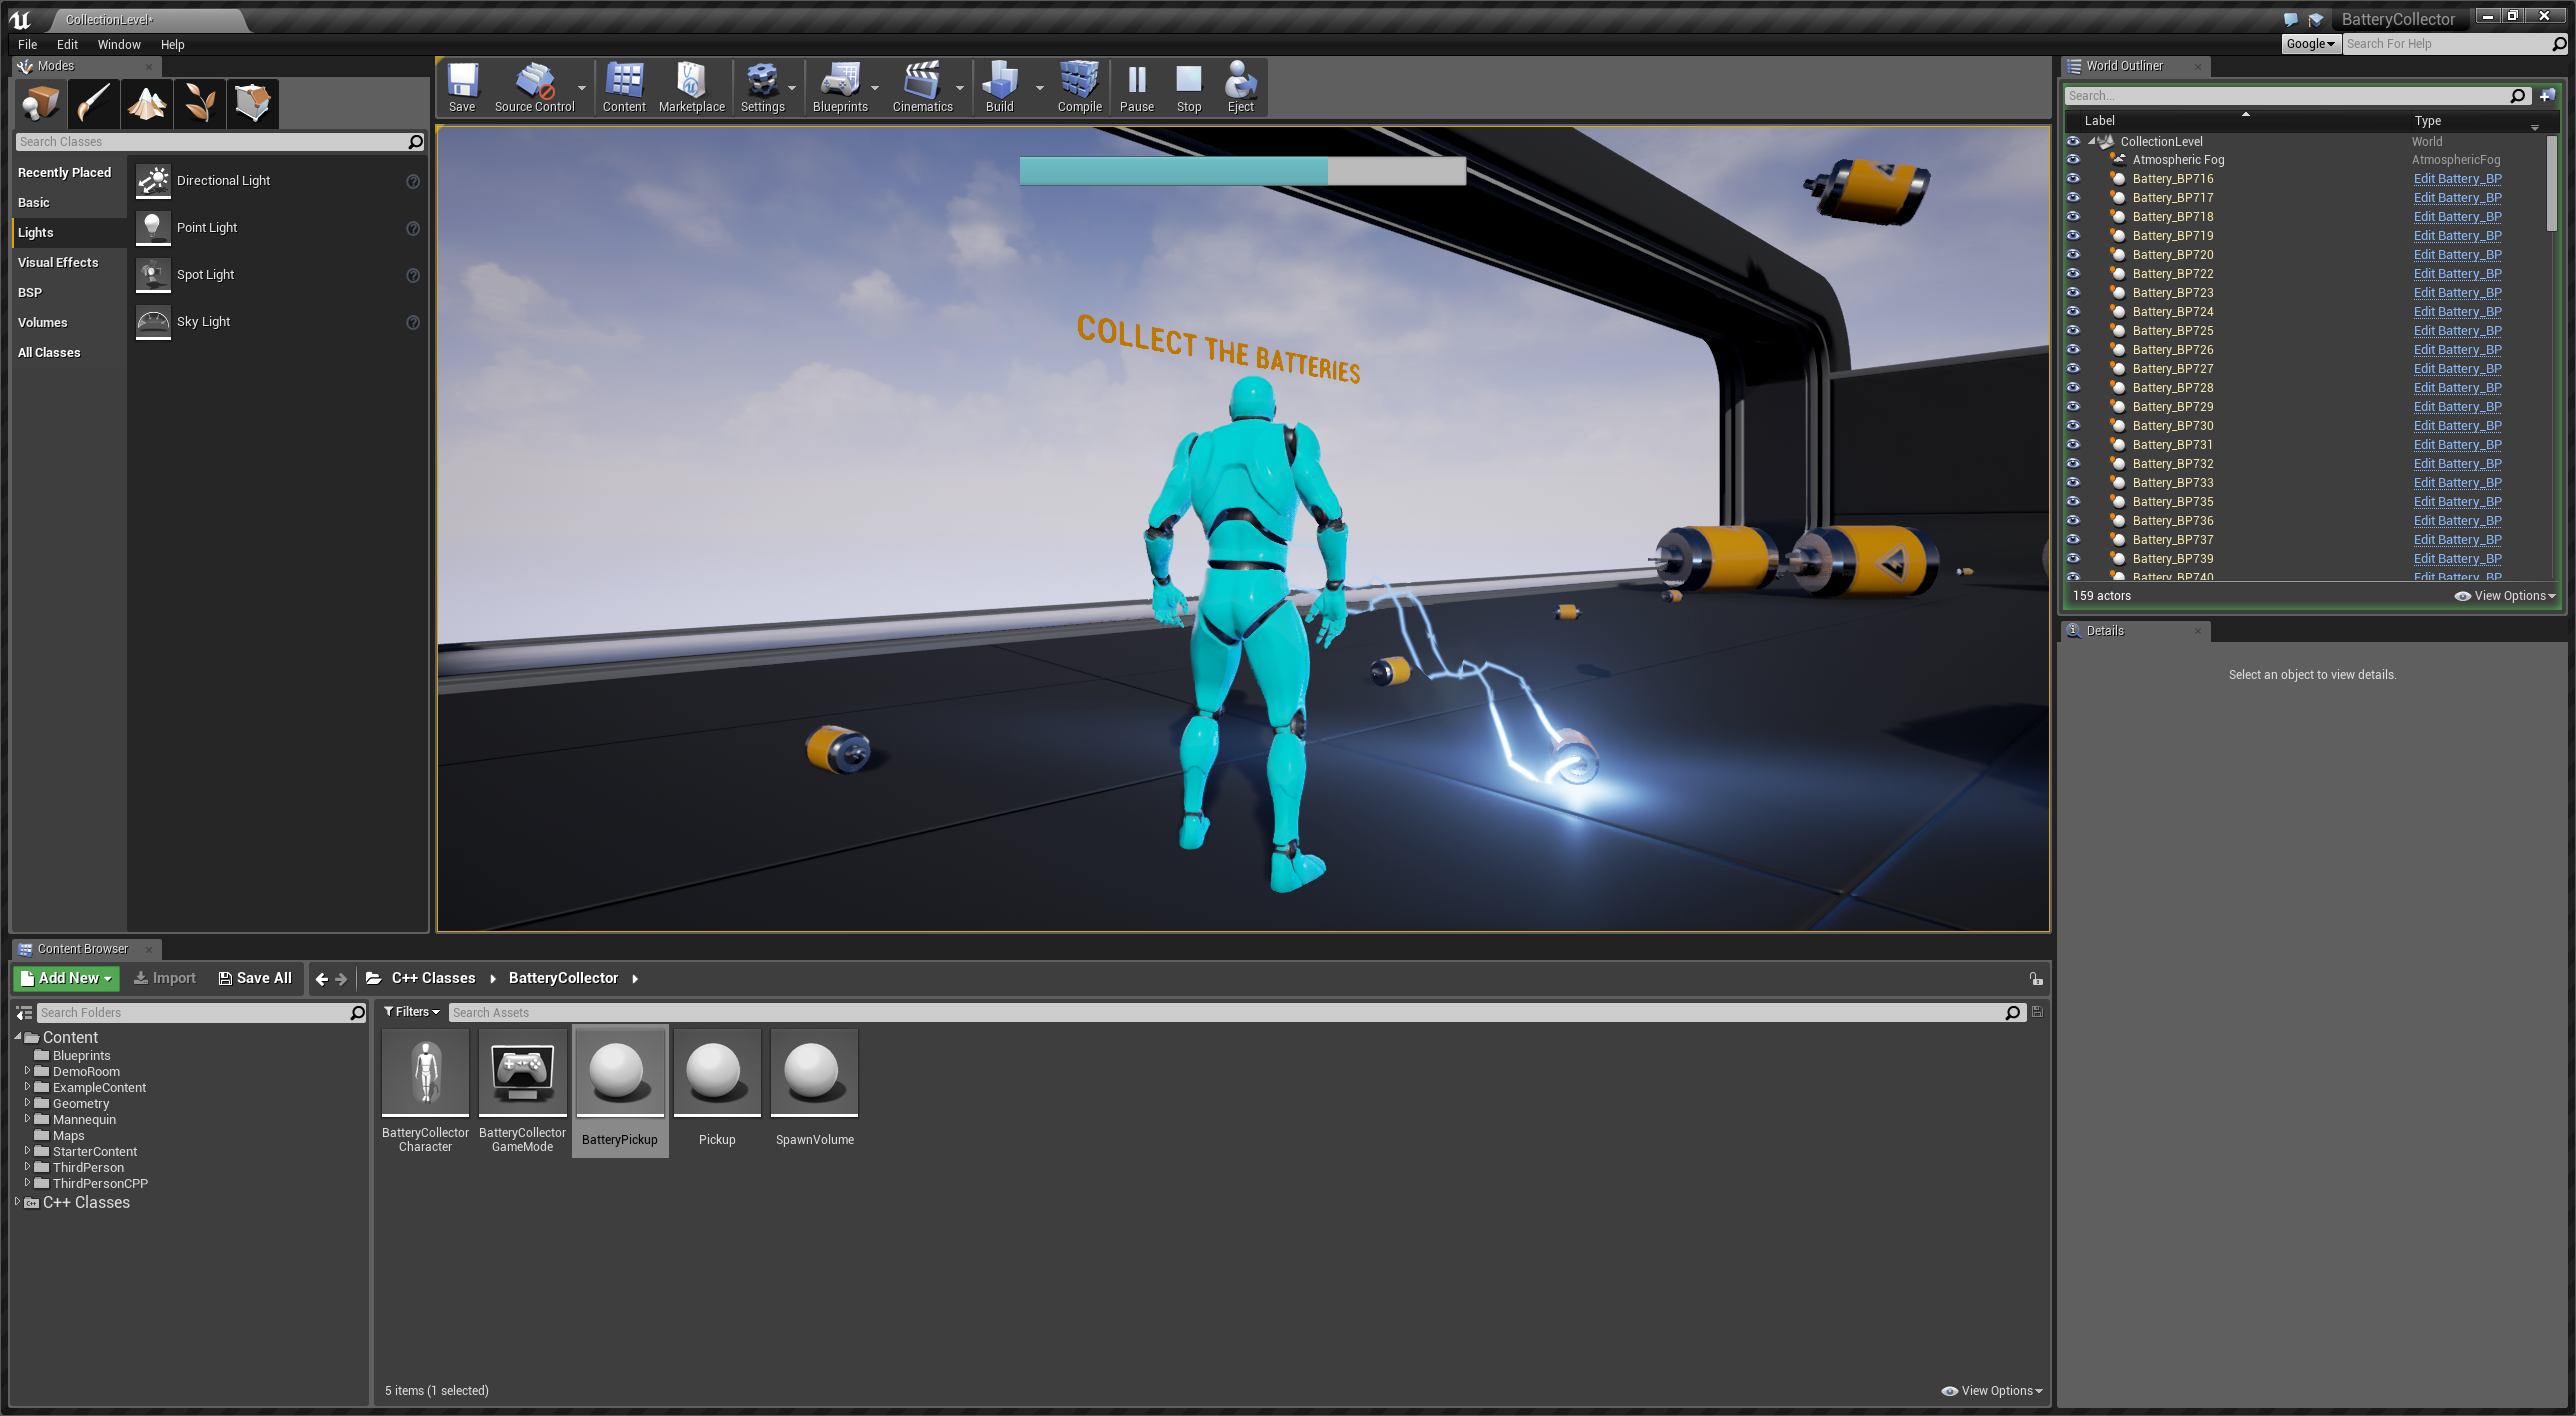 CollectionLevel*
BatteryCollector
File Edit Window Help
Google
Search For Help
Modes
Search Classes
Recently Placed
Basic
Lights
Visual Effects
BSP
Volumes
All Classes
Directional Light
Point Light
Spot Light
Sky Light
Save Source Control Content Marketplace Settings Blueprints Cinematics Build Compile Pause Stop Eject
COLLECT THE BATTERIES
World Outliner
Search...
Label Type
CollectionLevel World
Atmospheric Fog AtmosphericFog
Battery_BP716 Edit Battery_BP
Battery_BP717 Edit Battery_BP
Battery_BP718 Edit Battery_BP
Battery_BP719 Edit Battery_BP
Battery_BP720 Edit Battery_BP
Battery_BP722 Edit Battery_BP
Battery_BP723 Edit Battery_BP
Battery_BP724 Edit Battery_BP
Battery_BP725 Edit Battery_BP
Battery_BP726 Edit Battery_BP
Battery_BP727 Edit Battery_BP
Battery_BP728 Edit Battery_BP
Battery_BP729 Edit Battery_BP
Battery_BP730 Edit Battery_BP
Battery_BP731 Edit Battery_BP
Battery_BP732 Edit Battery_BP
Battery_BP733 Edit Battery_BP
Battery_BP735 Edit Battery_BP
Battery_BP736 Edit Battery_BP
Battery_BP737 Edit Battery_BP
Battery_BP739 Edit Battery_BP
Battery_BP740 Edit Battery_BP
159 actors
View Options
Details
Select an object to view details.
Content Browser
Add New Import Save All C++ Classes BatteryCollector
Search Folders
Content
Blueprints
DemoRoom
ExampleContent
Geometry
Mannequin
Maps
StarterContent
ThirdPerson
ThirdPersonCPP
C++ Classes
Filters Search Assets
BatteryCollector
Character
BatteryCollector
GameMode
BatteryPickup
Pickup
SpawnVolume
5 items (1 selected)
View Options